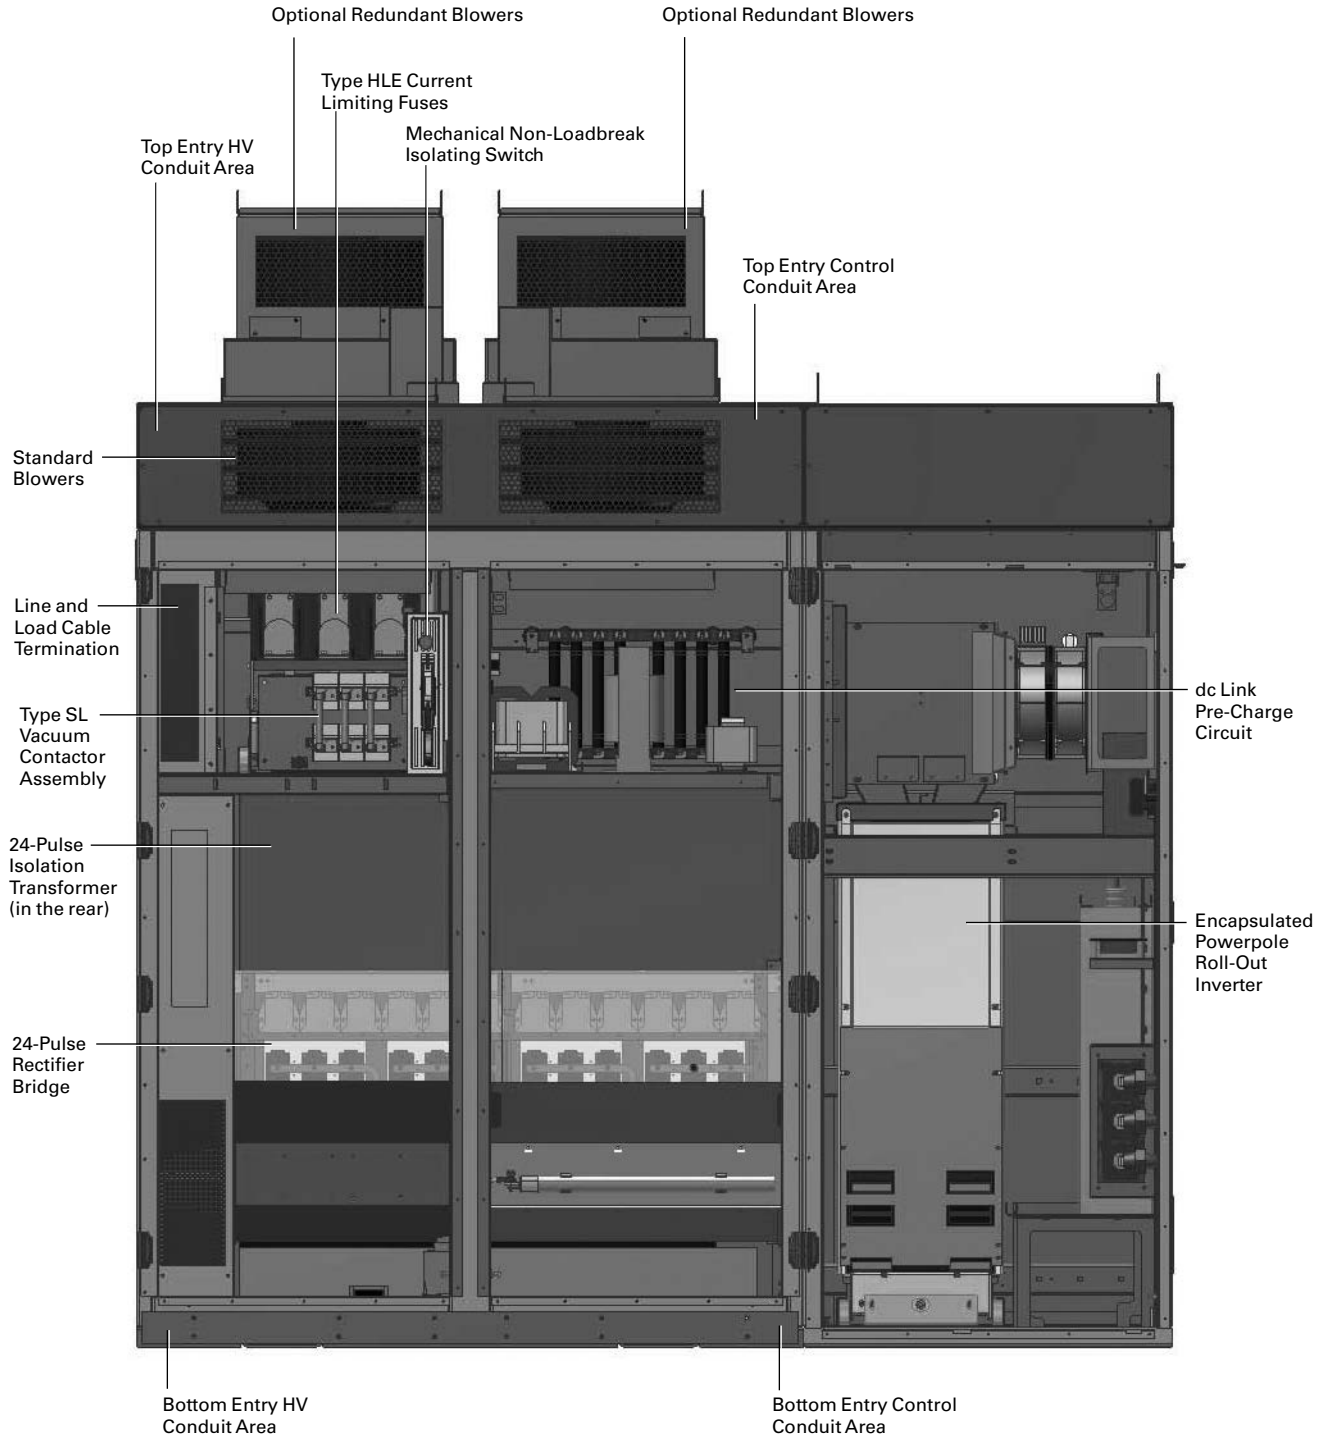 Optional Redundant Blowers
Optional Redundant Blowers
Type HLE Current
Limiting Fuses
Mechanical Non-Loadbreak
Isolating Switch
Top Entry HV
Conduit Area
Top Entry Control
Conduit Area
Standard
Blowers
Line and
Load Cable
Termination
Type SL
Vacuum
Contactor
Assembly
dc Link
Pre-Charge
Circuit
24-Pulse
Isolation
Transformer
(in the rear)
Encapsulated
Powerpole
Roll-Out
Inverter
24-Pulse
Rectifier
Bridge
Bottom Entry HV
Conduit Area
Bottom Entry Control
Conduit Area